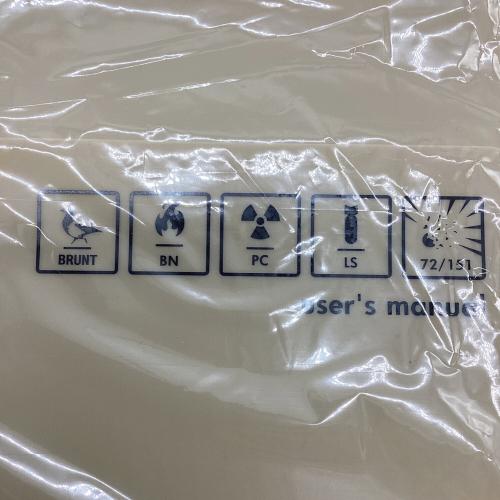 BRUNT BN PC LS 72/151
user's manual